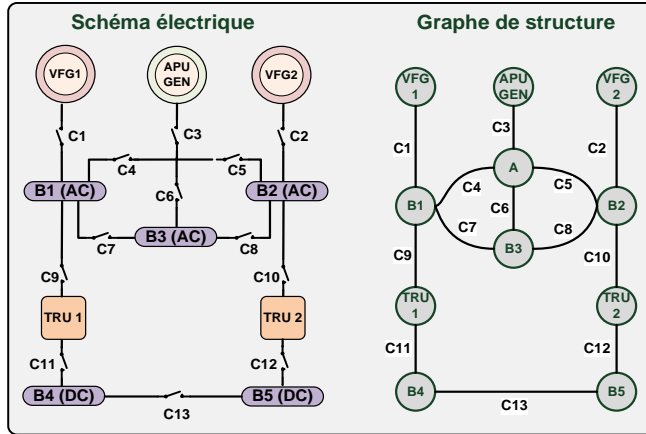 Schéma électrique
VFG1
APU
GEN
VFG2
C1
C3
C2
C4
C5
C6
B1 (AC)
B2 (AC)
B3 (AC)
C7
C8
C9
C10
TRU 1
TRU 2
C11
C12
B4 (DC)
B5 (DC)
C13
Graphe de structure
VFG
1
APU
GEN
VFG
2
C3
C1
C2
A
C4
C5
C6
B1
B2
C7
C8
B3
C9
C10
TRU
1
TRU
2
C11
C12
B4
B5
C13